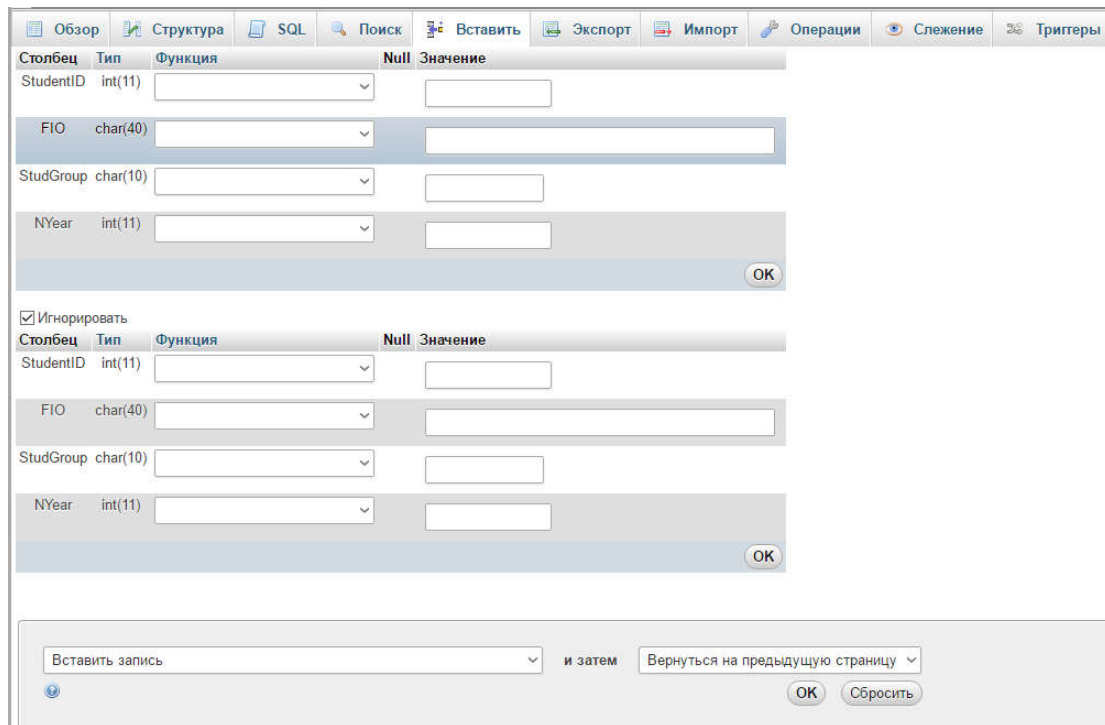 Обзор Структура SQL Поиск Вставить Экспорт Импорт Операции Слежение Триггеры
Столбец Тип Функция Null Значение
StudentID int(11)
FIO char(40)
StudGroup char(10)
NYear int(11)
OK
Игнорировать
Столбец Тип Функция Null Значение
StudentID int(11)
FIO char(40)
StudGroup char(10)
NYear int(11)
OK
Вставить запись и затем Вернуться на предыдущую страницу
OK Сбросить